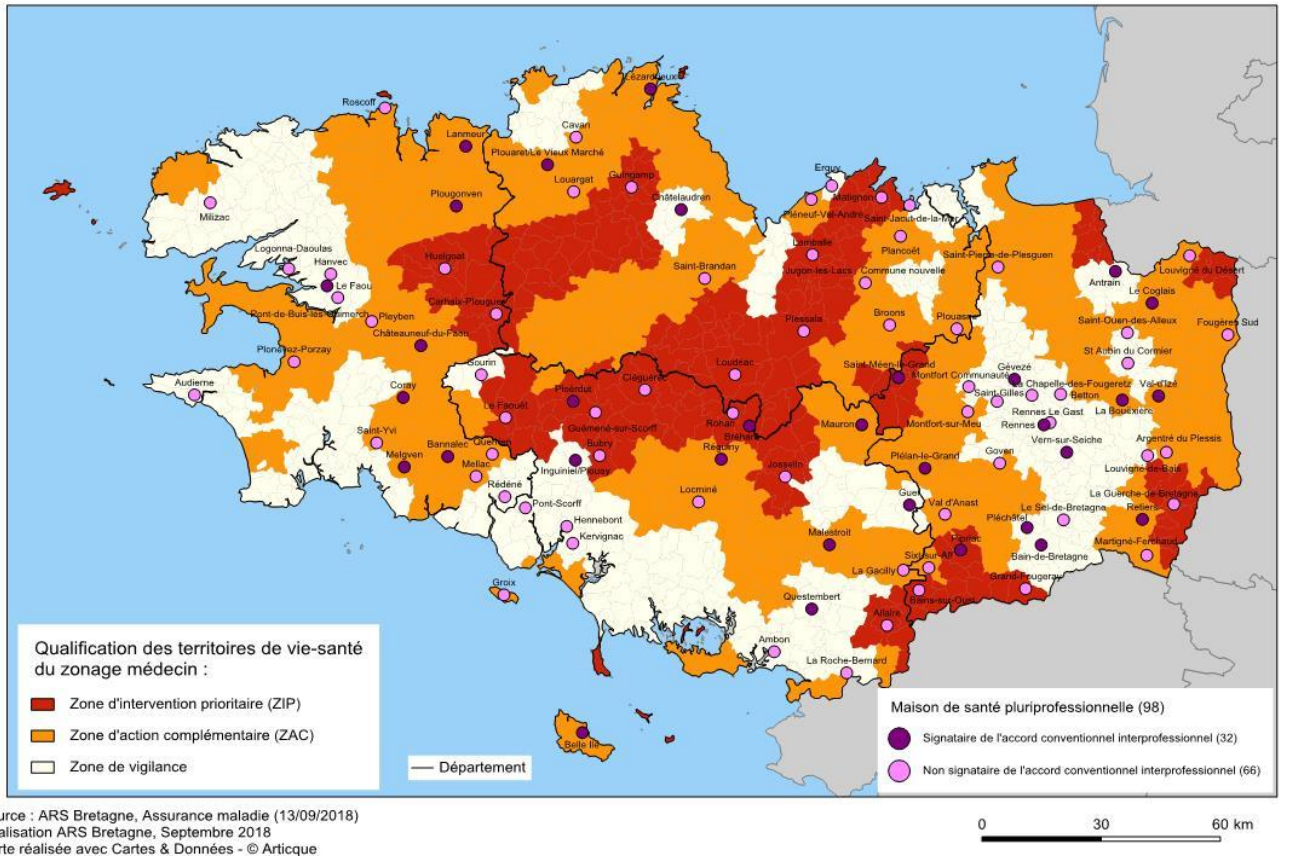 Lézardrieux
Roscoff
Cavan
Lanmeur
Plouaret/Le Vieux Marché
Louargat
Guingamp
Erquy
Plougonven
Châtelaudren
Matignon
Pléneuf-Val-André
Saint-Jacut-de-la-Mer
Milizac
Plancoët
Logonna-Daoulas
Hanvec
Huelgoat
Lamballe
Saint-Pierre-de-Plesguen
Louvigné du Désert
Le Faou
Saint-Brandan
Jugon-les-Lacs
Commune nouvelle
Antrain
Le Coglais
Carhaix-Plouguer
Pont-de-Buis-lès-Quimerch
Pleyben
Plessala
Broons
Plouasne
Saint-Ouen-des-Alleux
Fougères Sud
Châteauneuf-du-Faou
Plonévez-Porzay
St Aubin du Cormier
Gourin
Loudéac
Saint-Méen-le-Grand
Gévezé
Montfort Communauté
La Chapelle-des-Fougeretz
Val-d'Izé
Audierne
Coray
Ploërdut
Cléguérec
Saint-Gilles
Betton
La Bouëxière
Le Faouët
Guémené-sur-Scorff
Rohan
Bréhan
Mauron
Montfort-sur-Meu
Rennes Le Gast
Rennes
Saint-Yvi
Bannalec
Querrien
Bubry
Réguiny
Vern-sur-Seiche
Argentré du Plessis
Melgven
Mellac
Inguiniel/Plouay
Josselin
Plélan-le-Grand
Goven
Louvigné-de-Bais
Rédéné
Pont-Scorff
Locminé
Guer
Val d'Anast
Le Sel-de-Bretagne
La Guerche-de-Bretagne
Retiers
Hennebont
Kervignac
Malestroit
Pléchâtel
Bain-de-Bretagne
Martigné-Ferchaud
Pipriac
Sixt-sur-Aff
La Gacilly
Grand-Fougeray
Groix
Questembert
Bains-sur-Oust
Allaire
Ambon
La Roche-Bernard
Belle Ile
Qualification des territoires de vie-santé
du zonage médecin :
Zone d'intervention prioritaire (ZIP)
Zone d'action complémentaire (ZAC)
Zone de vigilance
Département
Maison de santé pluriprofessionnelle (98)
Signataire de l'accord conventionnel interprofessionnel (32)
Non signataire de l'accord conventionnel interprofessionnel (66)
urce : ARS Bretagne, Assurance maladie (13/09/2018)
alisation ARS Bretagne, Septembre 2018
rte réalisée avec Cartes & Données - © Articque
0 30 60 km